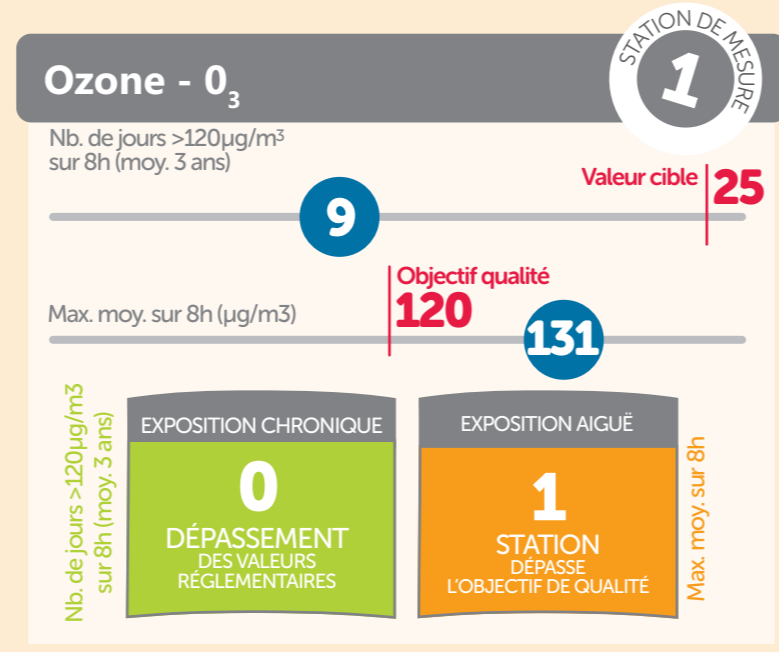 Ozone - 0₃
STATION DE MESURE
1
Nb. de jours >120µg/m³
sur 8h (moy. 3 ans)
Valeur cible
25
9
Objectif qualité
120
Max. moy. sur 8h (µg/m3)
131
Nb. de jours >120µg/m3
sur 8h (moy. 3 ans)
EXPOSITION CHRONIQUE
0
DÉPASSEMENT
DES VALEURS
RÉGLEMENTAIRES
EXPOSITION AIGUË
1
STATION
DÉPASSE
L'OBJECTIF DE QUALITÉ
Max. moy. sur 8h